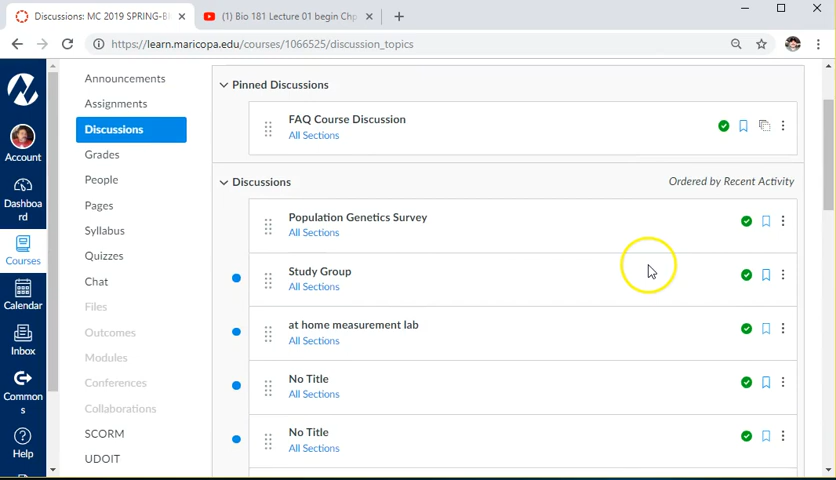 Discussions: MC 2019 SPRING-BI
(1) Bio 181 Lecture 01 begin Chp
https://learn.maricopa.edu/courses/1066525/discussion_topics
Account
Dashboa
rd
Courses
Calendar
Inbox
Common
s
Help
Announcements
Assignments
Discussions
Grades
People
Pages
Syllabus
Quizzes
Chat
Files
Outcomes
Modules
Conferences
Collaborations
SCORM
UDOIT
Pinned Discussions
FAQ Course Discussion
All Sections
Discussions
Ordered by Recent Activity
Population Genetics Survey
All Sections
Study Group
All Sections
at home measurement lab
All Sections
No Title
All Sections
No Title
All Sections